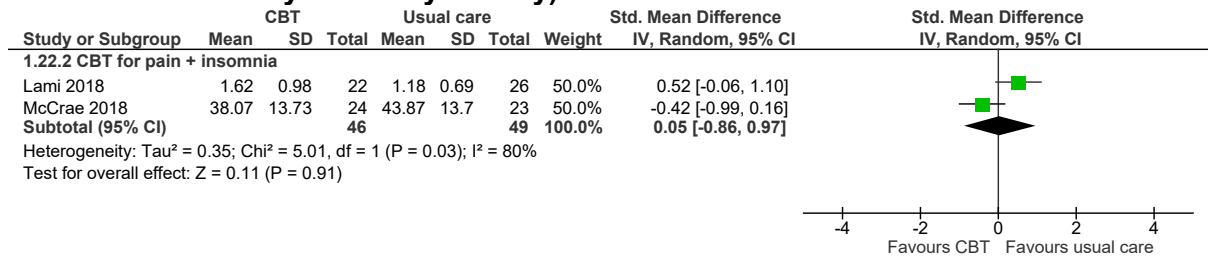 CBT Usual care Std. Mean Difference Std. Mean Difference
Study or Subgroup Mean SD Total Mean SD Total Weight IV, Random, 95% CI IV, Random, 95% CI
1.22.2 CBT for pain + insomnia
Lami 2018 1.62 0.98 22 1.18 0.69 26 50.0% 0.52 [-0.06, 1.10]
McCrae 2018 38.07 13.73 24 43.87 13.7 23 50.0% -0.42 [-0.99, 0.16]
Subtotal (95% CI) 46 49 100.0% 0.05 [-0.86, 0.97]
Heterogeneity: Tau² = 0.35; Chi² = 5.01, df = 1 (P = 0.03); I² = 80%
Test for overall effect: Z = 0.11 (P = 0.91)
-4 -2 0 2 4
Favours CBT Favours usual care